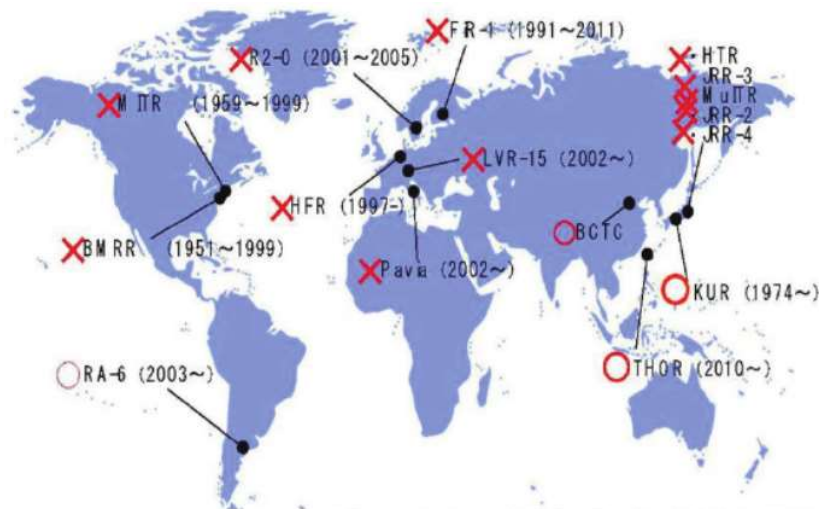 FiR-1 (1991～2011)
R2-0 (2001～2005)
HTR
JRR-3
MuITR
JRR-2
JRR-4
MITR (1959～1999)
LVR-15 (2002～)
HFR (1997-)
BMRR (1951～1999)
BCTC
Pavia (2002～)
KUR (1974～)
RA-6 (2003～)
THOR (2010～)